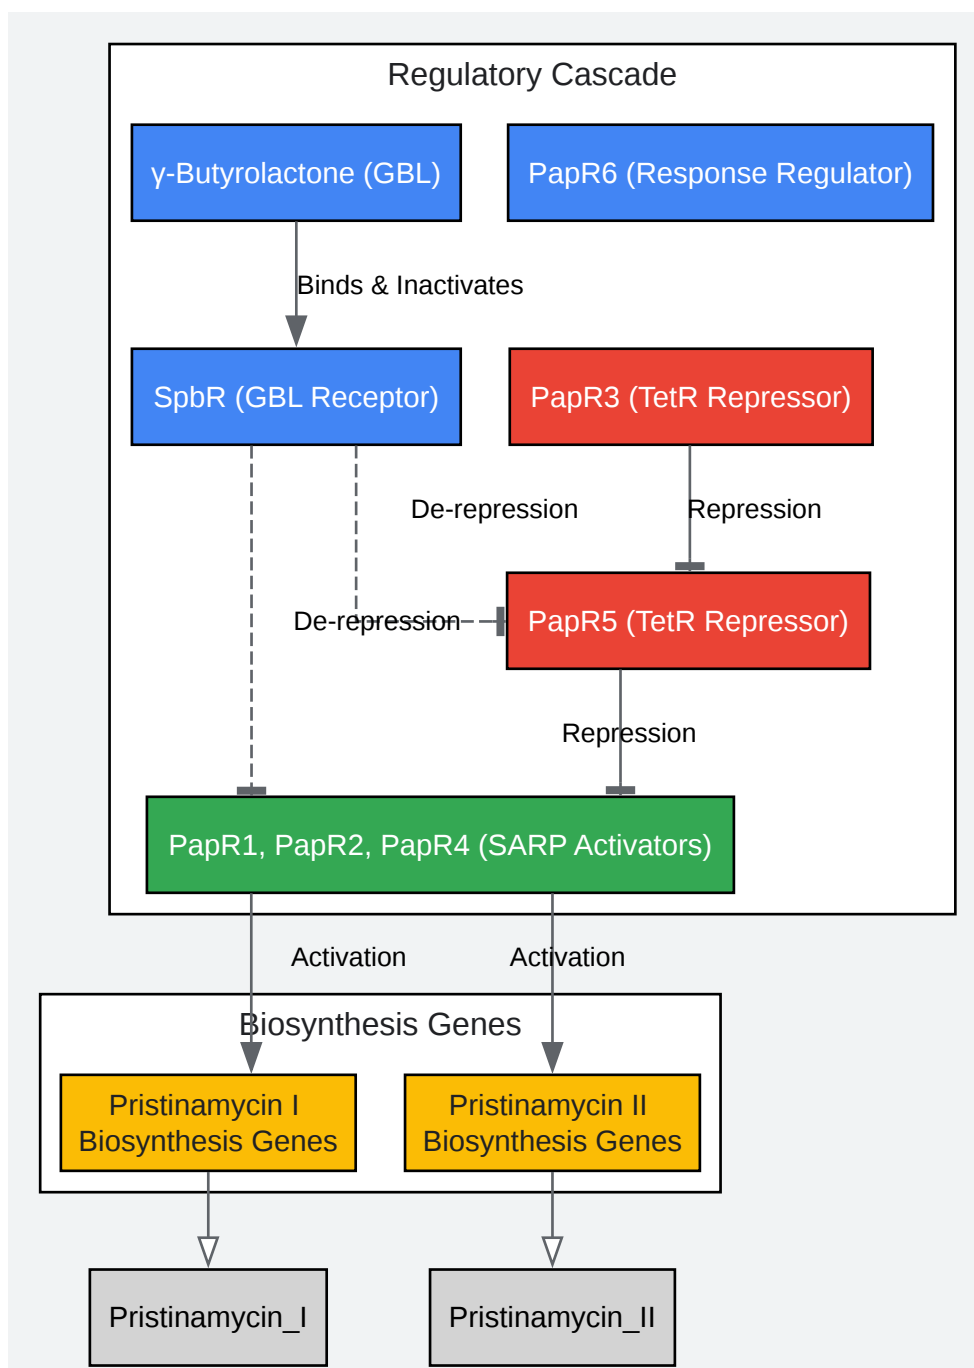 Regulatory Cascade
γ-Butyrolactone (GBL)
PapR6 (Response Regulator)
Binds & Inactivates
SpbR (GBL Receptor)
PapR3 (TetR Repressor)
De-repression
Repression
De-repression
PapR5 (TetR Repressor)
Repression
PapR1, PapR2, PapR4 (SARP Activators)
Activation
Activation
Biosynthesis Genes
Pristinamycin I
Biosynthesis Genes
Pristinamycin II
Biosynthesis Genes
Pristinamycin_I
Pristinamycin_II